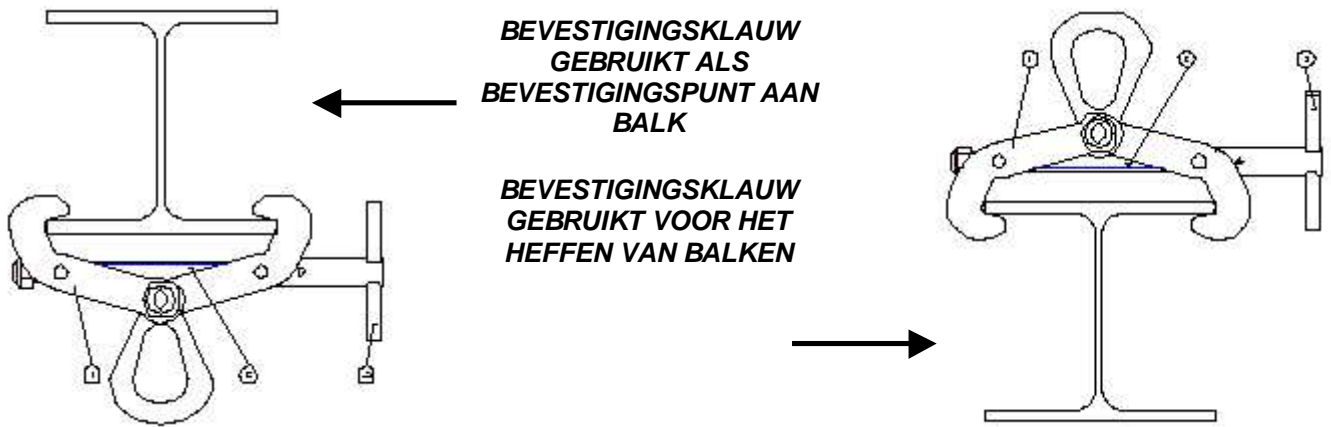 BEVESTIGINGSKLAUW
GEBRUIKT ALS
BEVESTIGINGSPUNT AAN
BALK
BEVESTIGINGSKLAUW
GEBRUIKT VOOR HET
HEFFEN VAN BALKEN